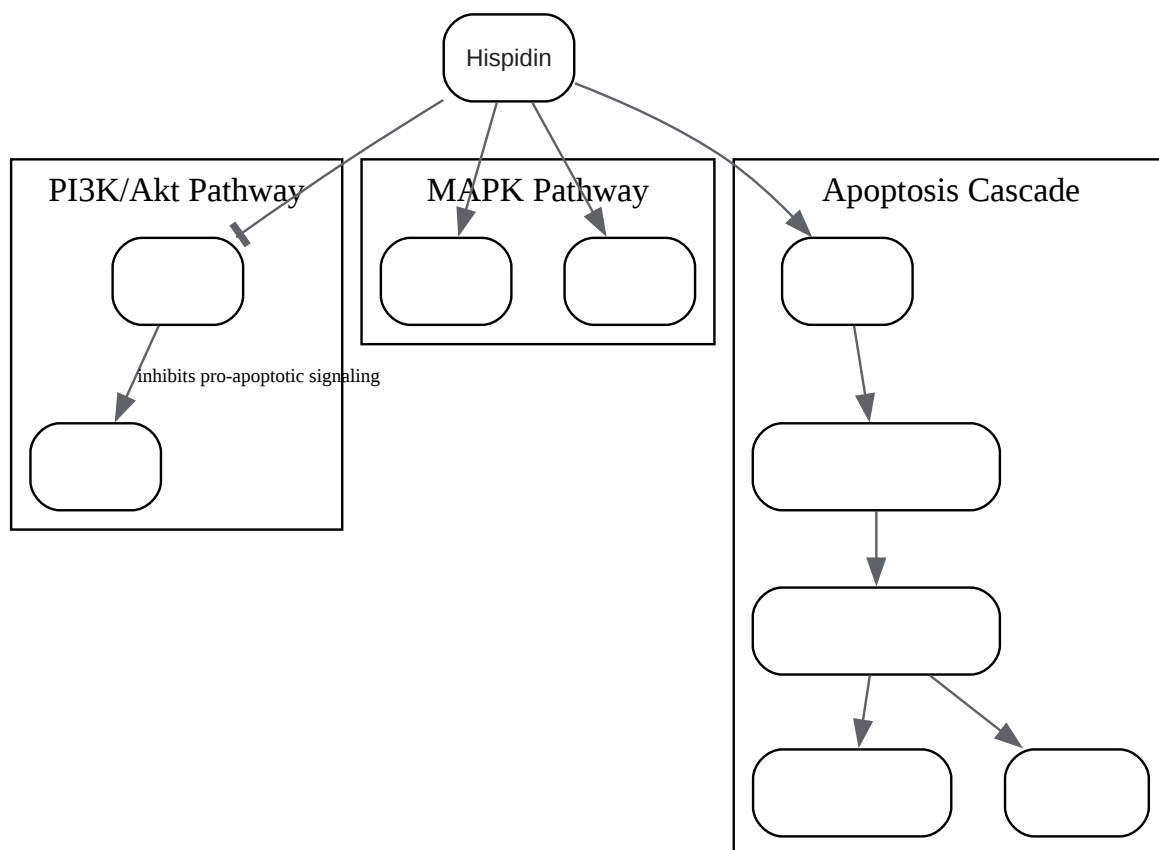 Hispidin
PI3K/Akt Pathway
MAPK Pathway
Apoptosis Cascade
inhibits pro-apoptotic signaling